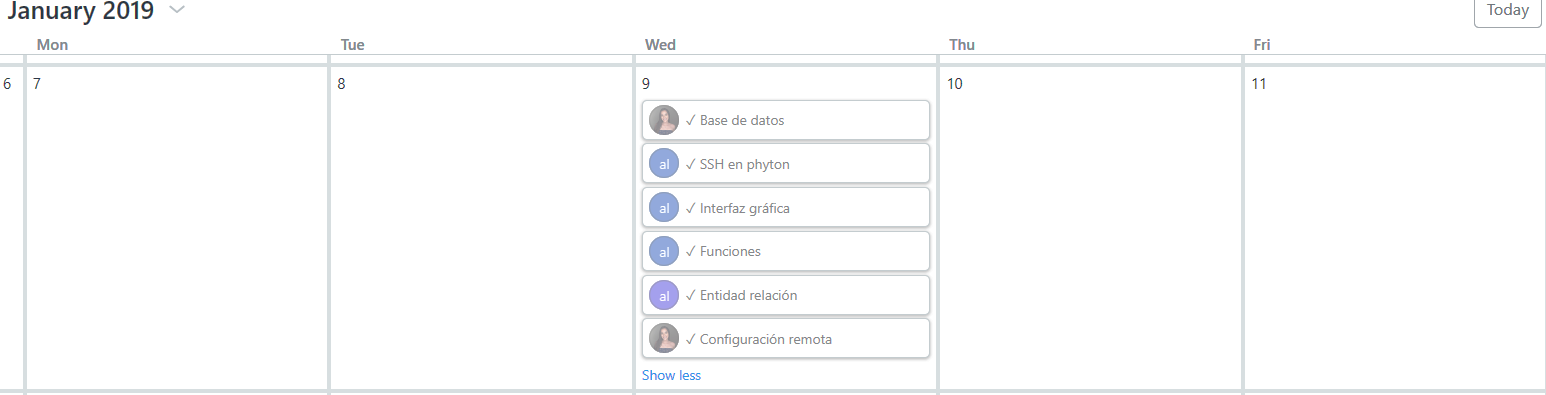 January 2019
Today
Mon Tue Wed Thu Fri
6 7 8 9 10 11
✓ Base de datos
al ✓ SSH en phyton
al ✓ Interfaz gráfica
al ✓ Funciones
al ✓ Entidad relación
✓ Configuración remota
Show less